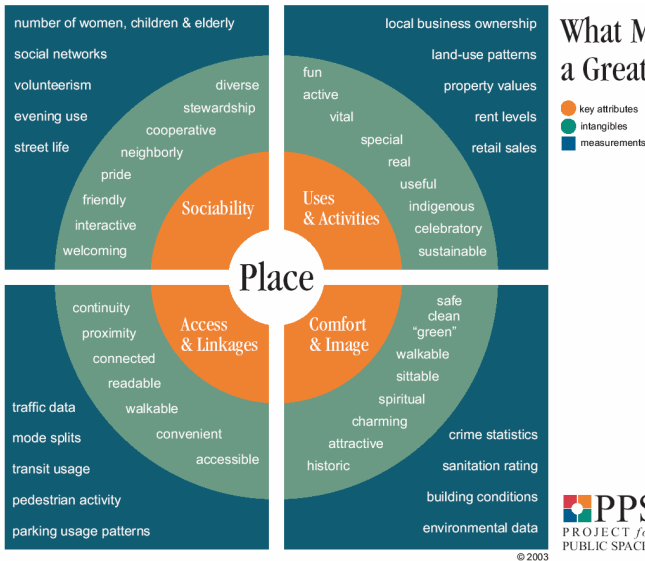 number of women, children & elderly
social networks
volunteerism
evening use
street life
diverse
stewardship
cooperative
neighborly
pride
friendly
interactive
welcoming
Sociability
local business ownership
land-use patterns
property values
rent levels
retail sales
fun
active
vital
special
real
useful
indigenous
celebratory
sustainable
Uses
& Activities
Place
Access
& Linkages
continuity
proximity
connected
readable
walkable
convenient
accessible
traffic data
mode splits
transit usage
pedestrian activity
parking usage patterns
Comfort
& Image
safe
clean
“green”
walkable
sittable
spiritual
charming
attractive
historic
crime statistics
sanitation rating
building conditions
environmental data
© 2003
What M
a Great
key attributes
intangibles
measurements
PPS
PROJECT fo
PUBLIC SPACE